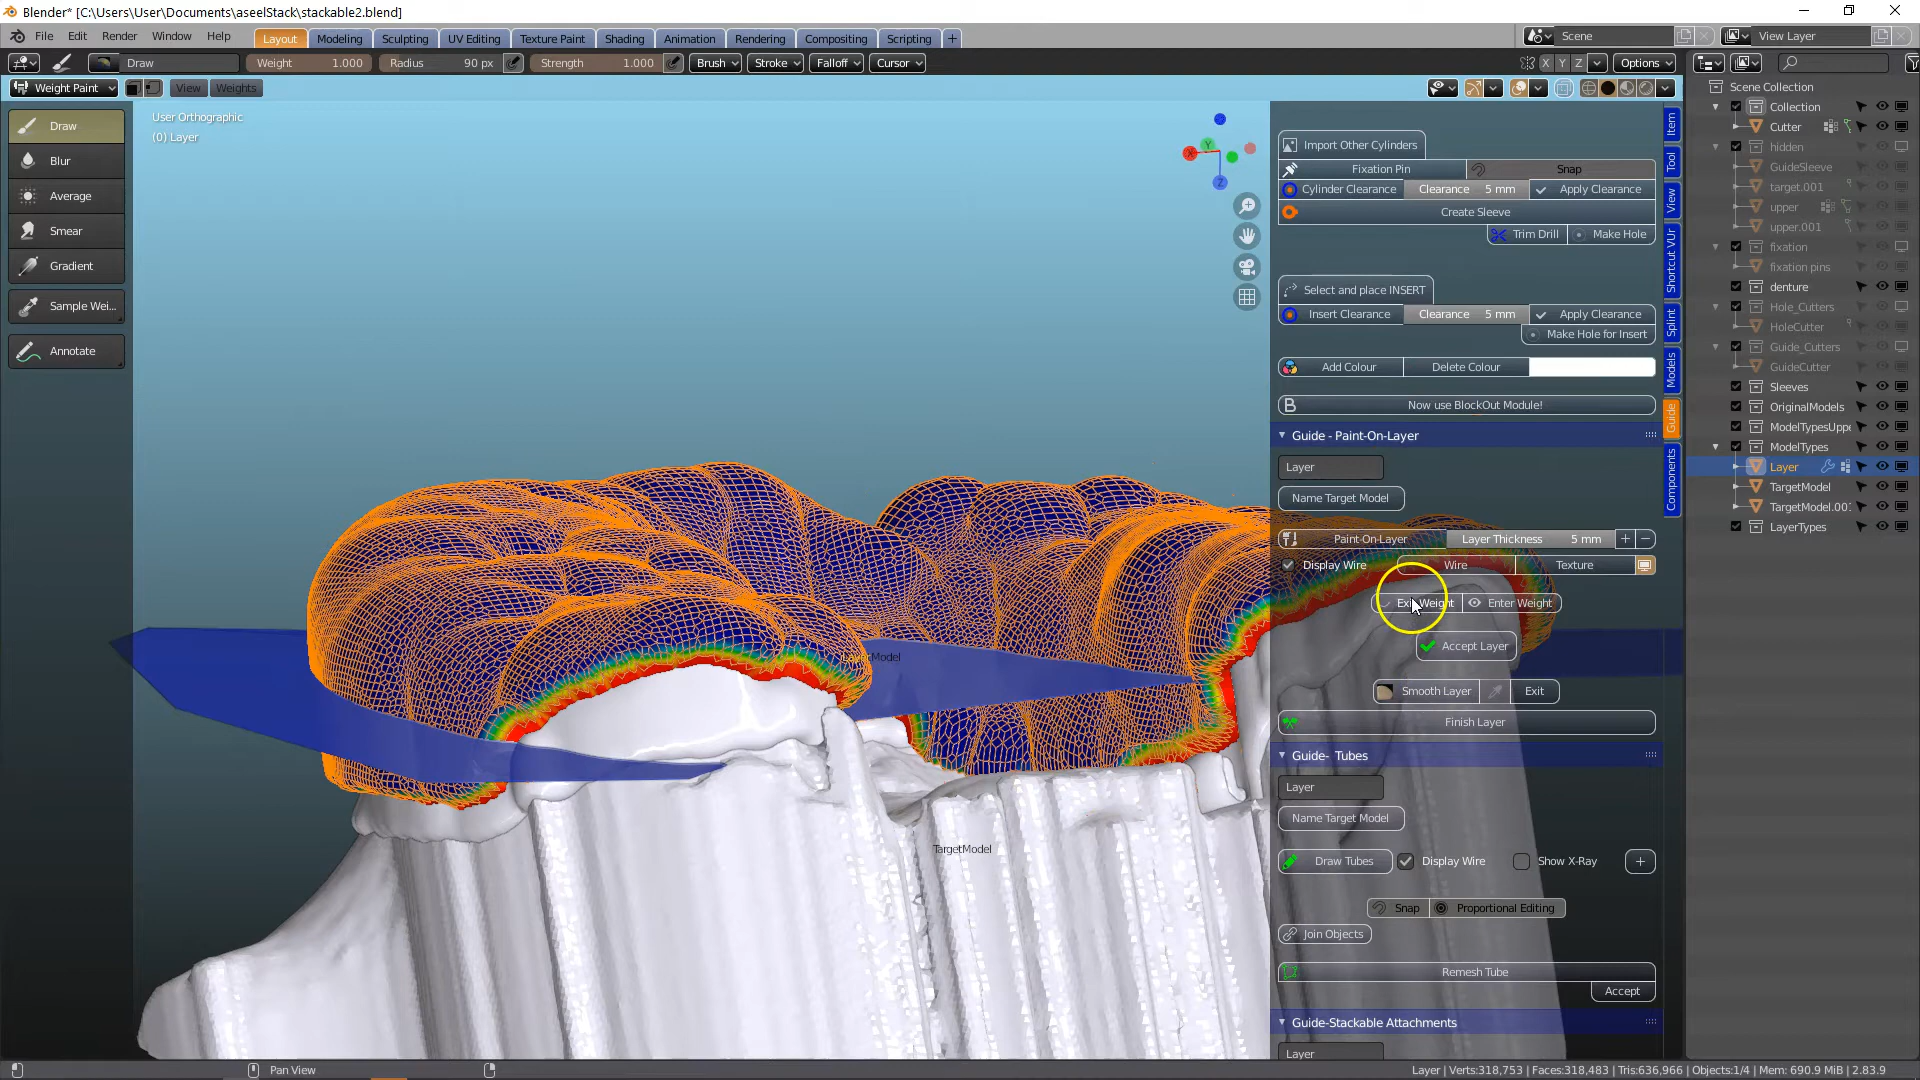 Blender* [C:\Users\User\Documents\aseelStack\stackable2.blend]
File Edit Render Window Help Layout Modeling Sculpting UV Editing Texture Paint Shading Animation Rendering Compositing Scripting + Scene View Layer
Draw Weight 1.000 Radius 90 px Strength 1.000 Brush Stroke Falloff Cursor X Y Z Options
Weight Paint View Weights
User Orthographic
(0) Layer
Draw
Blur
Average
Smear
Gradient
Sample Wei...
Annotate
X Y Z
LayerModel
TargetModel
Import Other Cylinders
Fixation Pin Snap
Cylinder Clearance Clearance 5 mm Apply Clearance
Create Sleeve
Trim Drill Make Hole
Select and place INSERT
Insert Clearance Clearance 5 mm Apply Clearance
Make Hole for Insert
Add Colour Delete Colour
Now use BlockOut Module!
Guide - Paint-On-Layer
Layer
Name Target Model
Paint-On-Layer Layer Thickness 5 mm + −
Display Wire Wire Texture
Exit Weight Enter Weight
Accept Layer
Smooth Layer Exit
Finish Layer
Guide- Tubes
Layer
Name Target Model
Draw Tubes Display Wire Show X-Ray +
Snap Proportional Editing
Join Objects
Remesh Tube
Accept
Guide-Stackable Attachments
Layer
Item
Tool
View
Shortcut VUr
Splint
Models
Guide
Components
Scene Collection
Collection
Cutter
hidden
GuideSleeve
target.001
upper
upper.001
fixation
fixation pins
denture
Hole_Cutters
HoleCutter
Guide_Cutters
GuideCutter
Sleeves
OriginalModels
ModelTypesUppe
ModelTypes
Layer
TargetModel
TargetModel.00
LayerTypes
Pan View
Layer | Verts:318,753 | Faces:318,483 | Tris:636,966 | Objects:1/4 | Mem: 690.9 MiB | 2.83.9